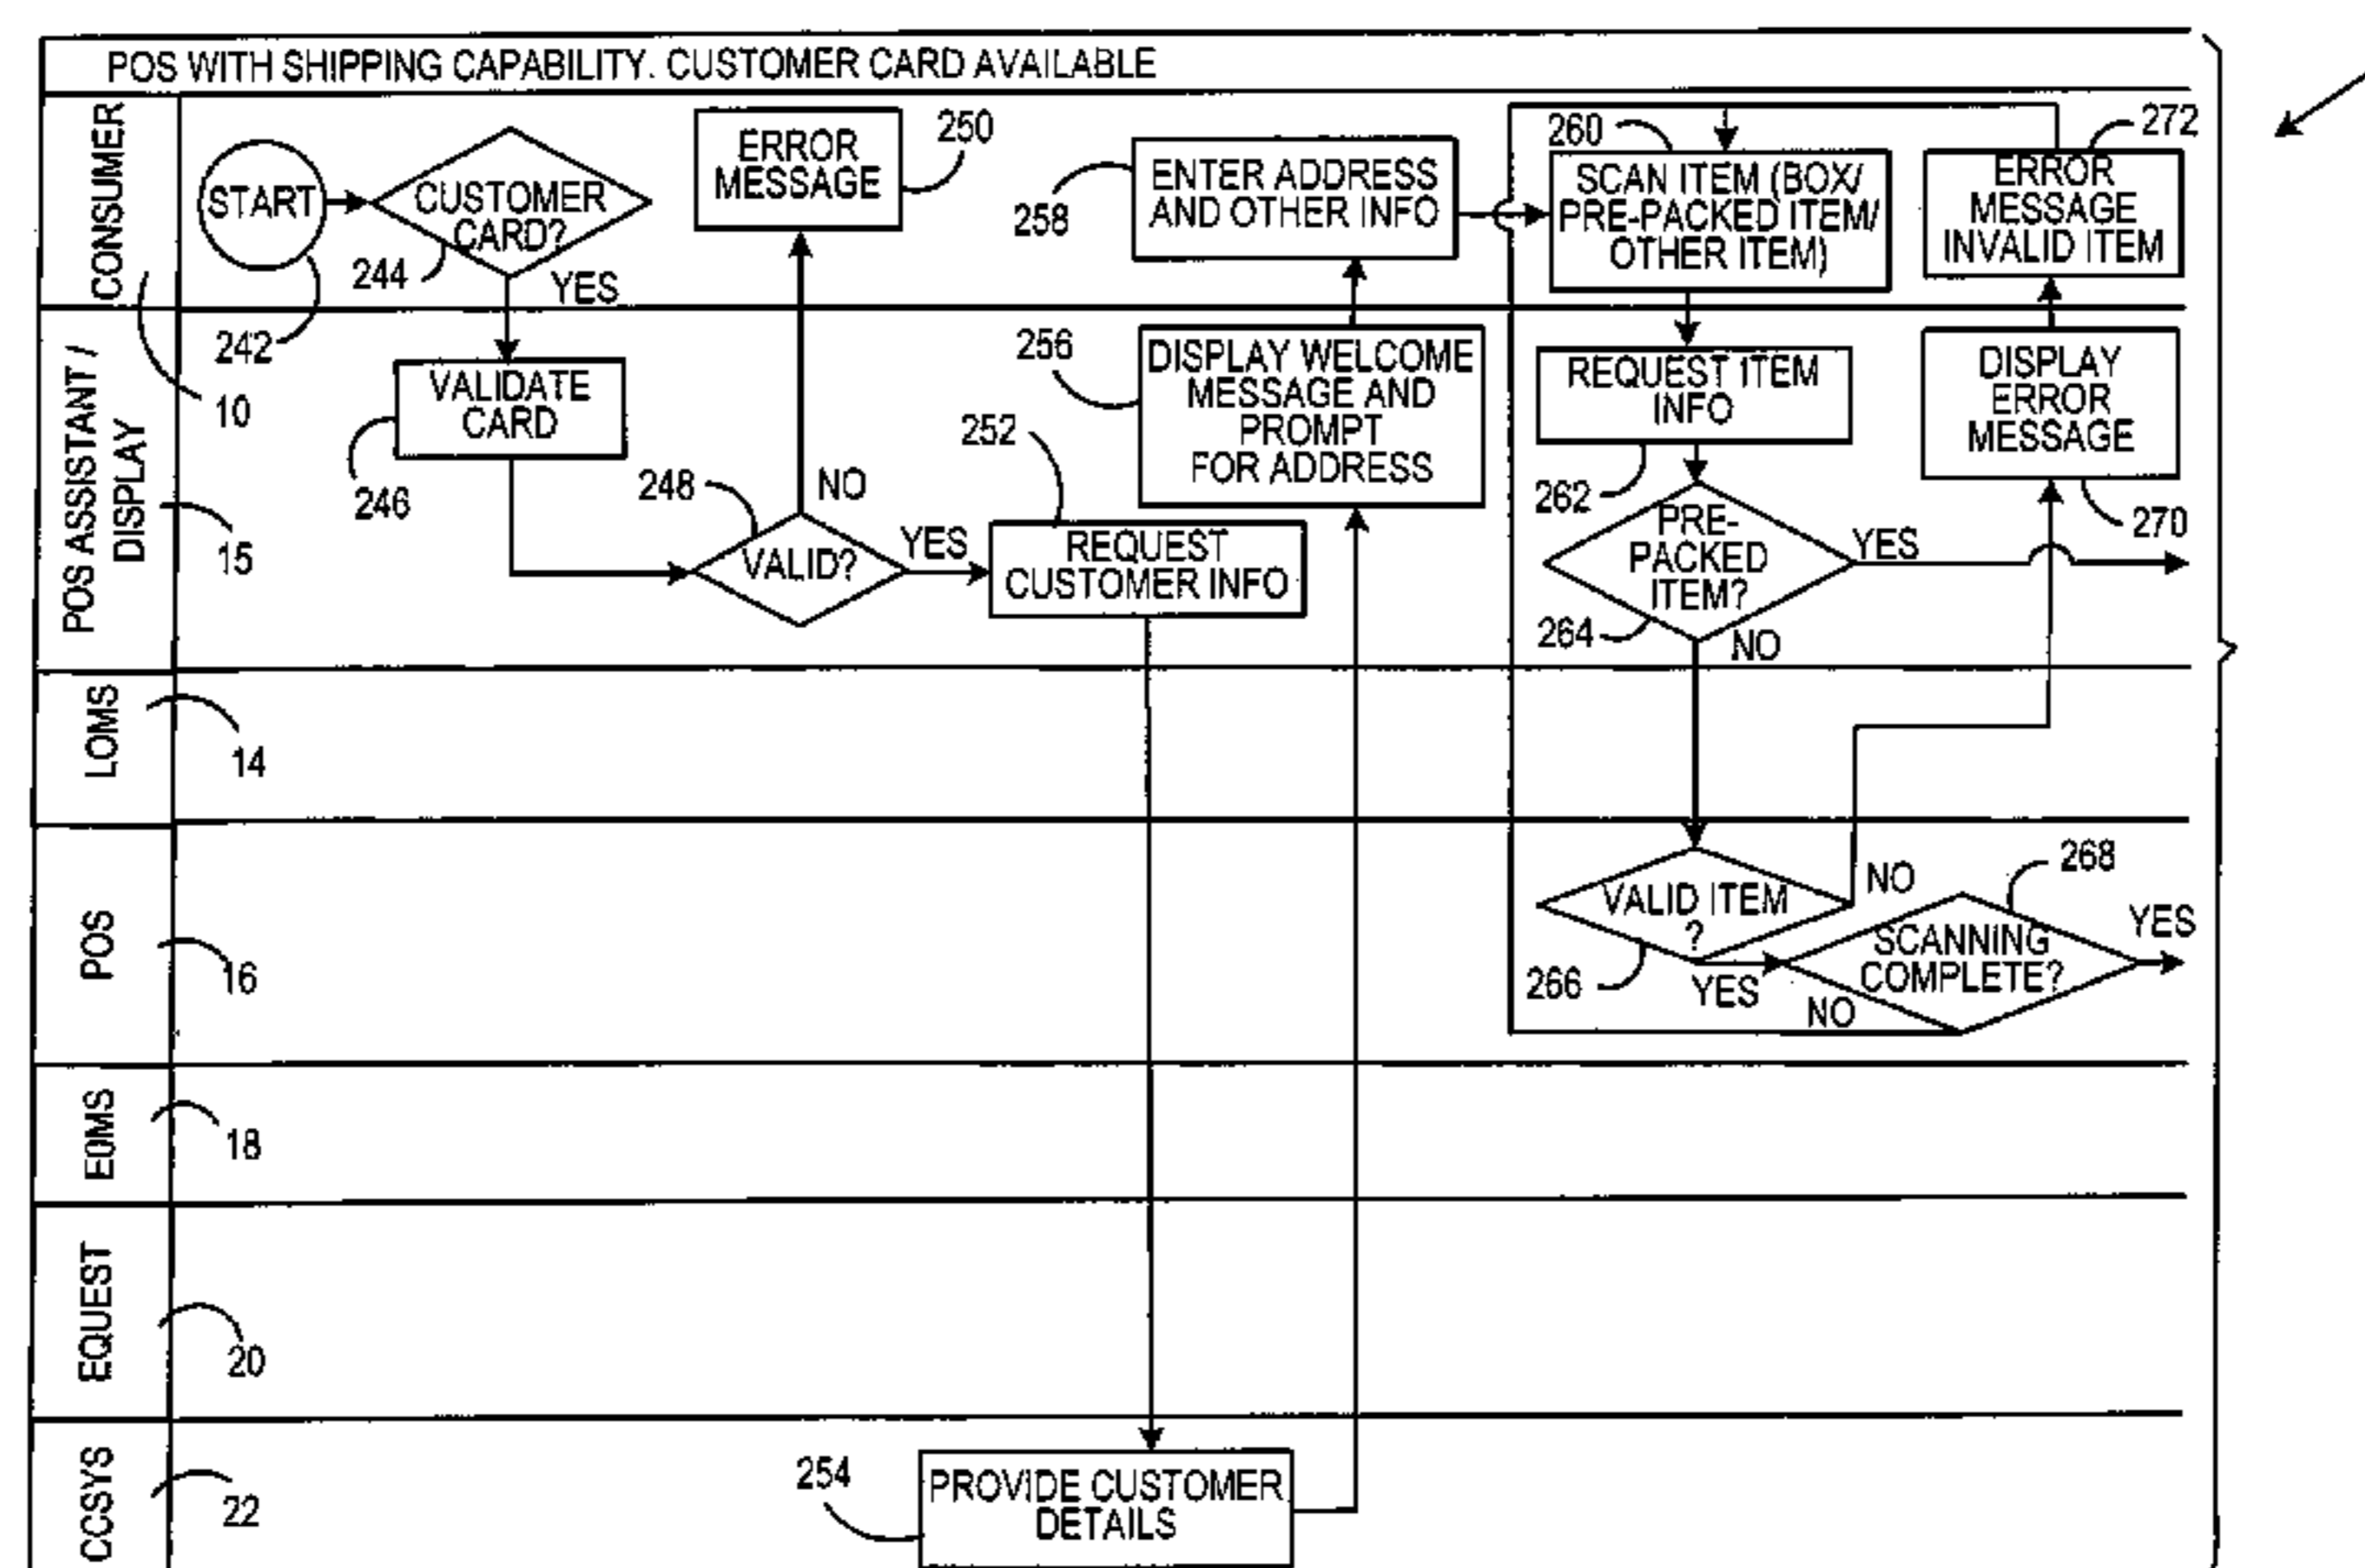 POS WITH SHIPPING CAPABILITY. CUSTOMER CARD AVAILABLE
CONSUMER
10
START
242
CUSTOMER
CARD?
244
YES
ERROR
MESSAGE
250
258
ENTER ADDRESS
AND OTHER INFO
260
SCAN ITEM (BOX/
PRE-PACKED ITEM/
OTHER ITEM)
272
ERROR
MESSAGE
INVALID ITEM
POS ASSISTANT /
DISPLAY
15
VALIDATE
CARD
246
248
VALID?
NO
YES
252
REQUEST
CUSTOMER INFO
256
DISPLAY WELCOME
MESSAGE AND
PROMPT
FOR ADDRESS
REQUEST ITEM
INFO
262
PRE-
PACKED
ITEM?
264
YES
NO
DISPLAY
ERROR
MESSAGE
270
LOMS
14
POS
16
VALID ITEM
?
266
NO
YES
268
SCANNING
COMPLETE?
YES
NO
EOMS
18
EQUEST
20
CCSYS
22
254
PROVIDE CUSTOMER
DETAILS